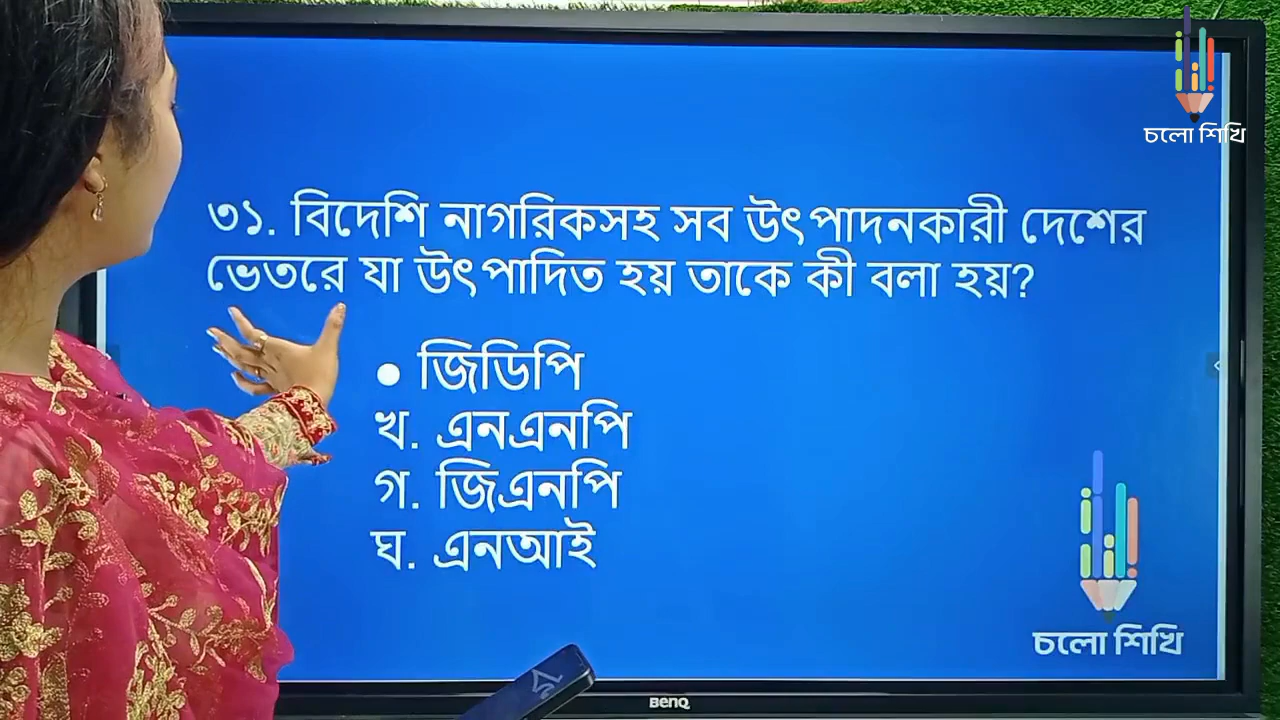 চলো শিখি
৩১. বিদেশি নাগরিকসহ সব উৎপাদনকারী দেশের
ভেতরে যা উৎপাদিত হয় তাকে কী বলা হয়?
● জিডিপি
খ. এনএনপি
গ. জিএনপি
ঘ. এনআই
চলো শিখি
BenQ